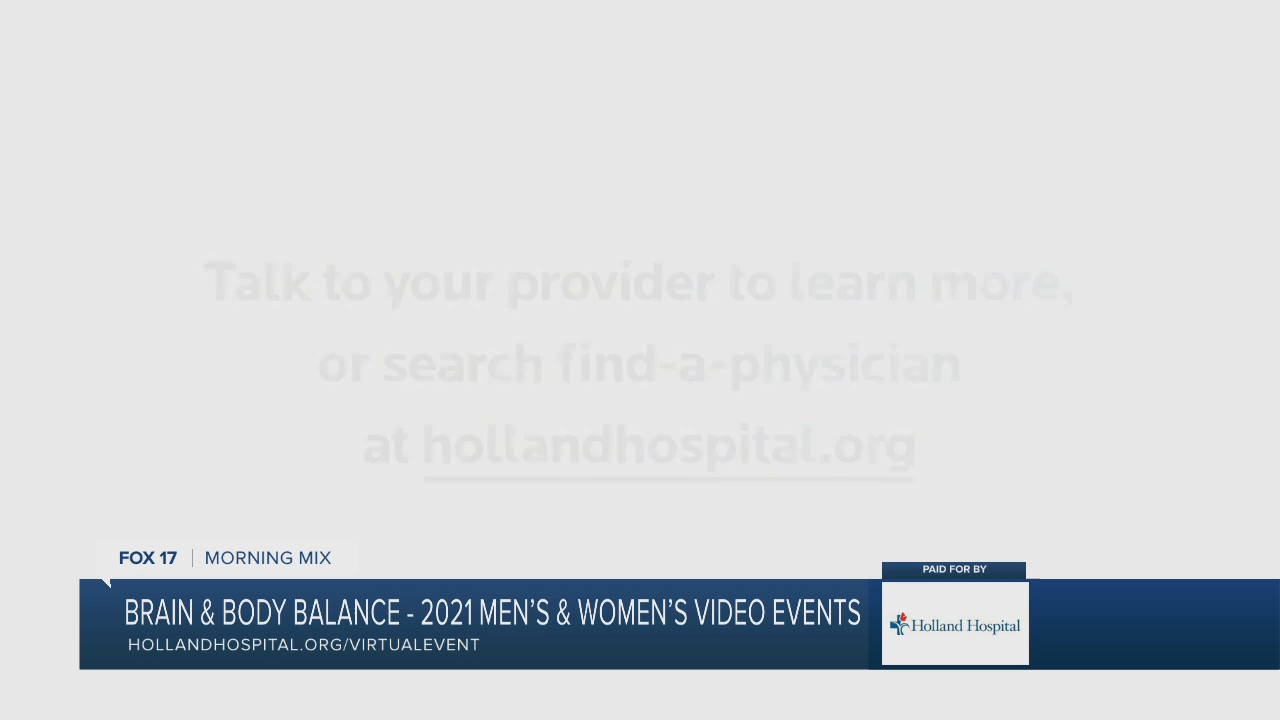 Talk to your provider to learn more,
or search find-a-physician
at hollandhospital.org
FOX 17 | MORNING MIX
PAID FOR BY
BRAIN & BODY BALANCE - 2021 MEN'S & WOMEN'S VIDEO EVENTS
HOLLANDHOSPITAL.ORG/VIRTUALEVENT
Holland Hospital